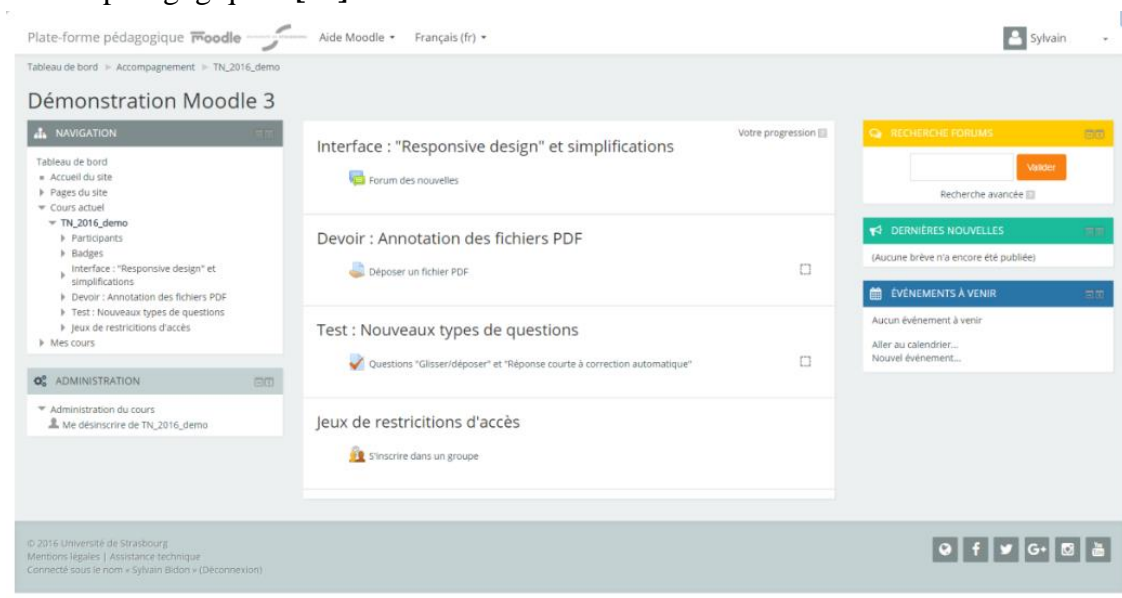 Plate-forme pédagogique moodle Aide Moodle Français (fr) Sylvain
Tableau de bord Accompagnement TN_2016_demo
Démonstration Moodle 3
NAVIGATION
Tableau de bord
Accueil du site
Pages du site
Cours actuel
TN_2016_demo
Participants
Badges
Interface : "Responsive design" et
simplifications
Devoir : Annotation des fichiers PDF
Test : Nouveaux types de questions
Jeux de restricitions d'accès
Mes cours
ADMINISTRATION
Administration du cours
Me désinscrire de TN_2016_demo
Votre progression
Interface : "Responsive design" et simplifications
Forum des nouvelles
Devoir : Annotation des fichiers PDF
Déposer un fichier PDF
Test : Nouveaux types de questions
Questions "Glisser/déposer" et "Réponse courte à correction automatique"
Jeux de restricitions d'accès
S'inscrire dans un groupe
RECHERCHE FORUMS
Valider
Recherche avancée
DERNIÈRES NOUVELLES
(Aucune brève n'a encore été publiée)
ÉVÉNEMENTS À VENIR
Aucun événement à venir
Aller au calendrier...
Nouvel événement...
© 2016 Université de Strasbourg
Mentions légales | Assistance technique
Connecté sous le nom « Sylvain Bidon » (Déconnexion)